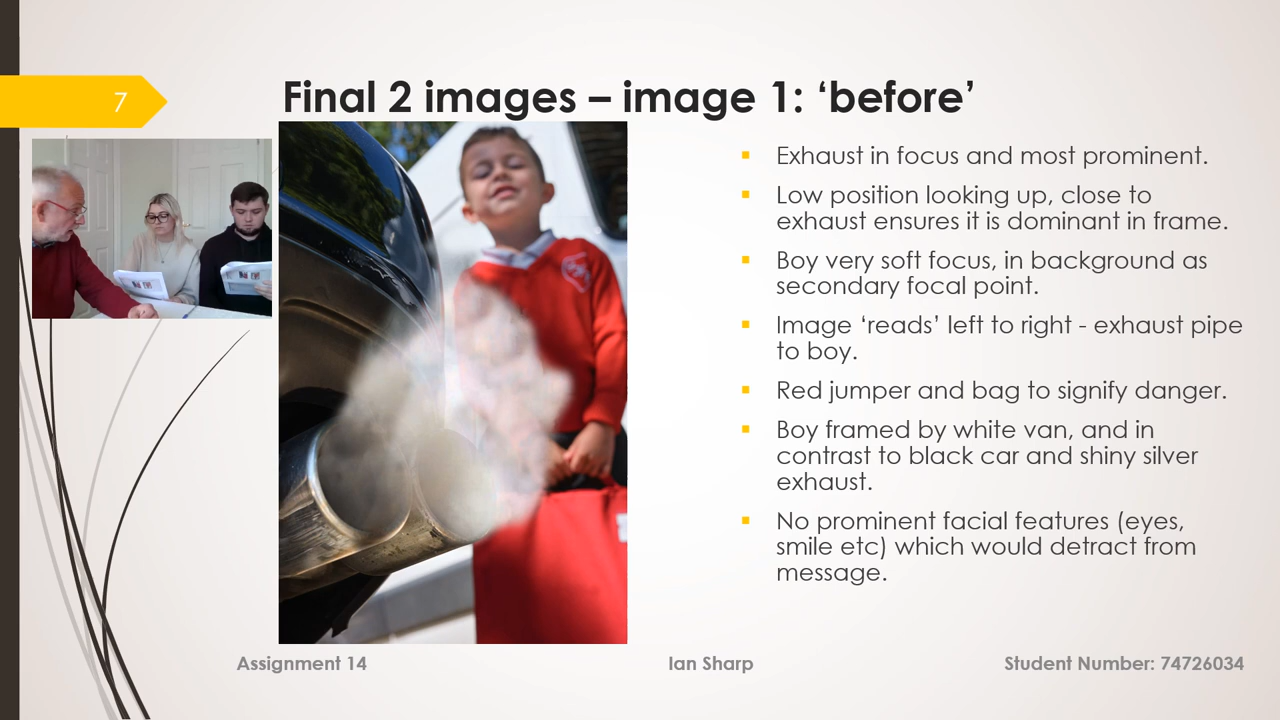 7
Final 2 images – image 1: ‘before’
Exhaust in focus and most prominent.
Low position looking up, close to
exhaust ensures it is dominant in frame.
Boy very soft focus, in background as
secondary focal point.
Image ‘reads’ left to right - exhaust pipe
to boy.
Red jumper and bag to signify danger.
Boy framed by white van, and in
contrast to black car and shiny silver
exhaust.
No prominent facial features (eyes,
smile etc) which would detract from
message.
Assignment 14
Ian Sharp
Student Number: 74726034